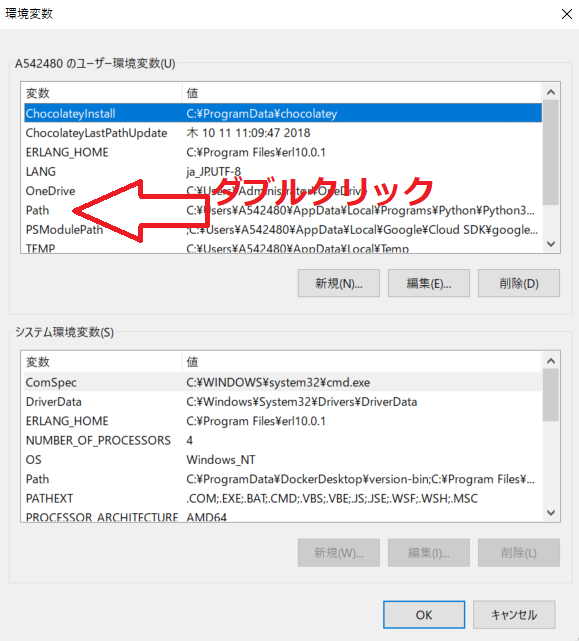 環境変数
A542480 のユーザー環境変数(U)
変数 値
ChocolateyInstall C:¥ProgramData¥chocolatey
ChocolateyLastPathUpdate 木 10 11 11:09:47 2018
ERLANG_HOME C:¥Program Files¥erl10.0.1
LANG ja_JP.UTF-8
OneDrive C:¥Users¥Administrator¥OneDrive
ダブルクリック
Path C:¥Users¥A542480¥AppData¥Local¥Programs¥Python¥Python3...
PSModulePath ;C:¥Users¥A542480¥AppData¥Local¥Google¥Cloud SDK¥google...
TEMP C:¥Users¥A542480¥AppData¥Local¥Temp
新規(N)... 編集(E)... 削除(D)
システム環境変数(S)
変数 値
ComSpec C:¥WINDOWS¥system32¥cmd.exe
DriverData C:¥Windows¥System32¥Drivers¥DriverData
ERLANG_HOME C:¥Program Files¥erl10.0.1
NUMBER_OF_PROCESSORS 4
OS Windows_NT
Path C:¥ProgramData¥DockerDesktop¥version-bin;C:¥Program Files¥...
PATHEXT .COM;.EXE;.BAT;.CMD;.VBS;.VBE;.JS;.JSE;.WSF;.WSH;.MSC
PROCESSOR_ARCHITECTURE AMD64
新規(W)... 編集(I)... 削除(L)
OK キャンセル